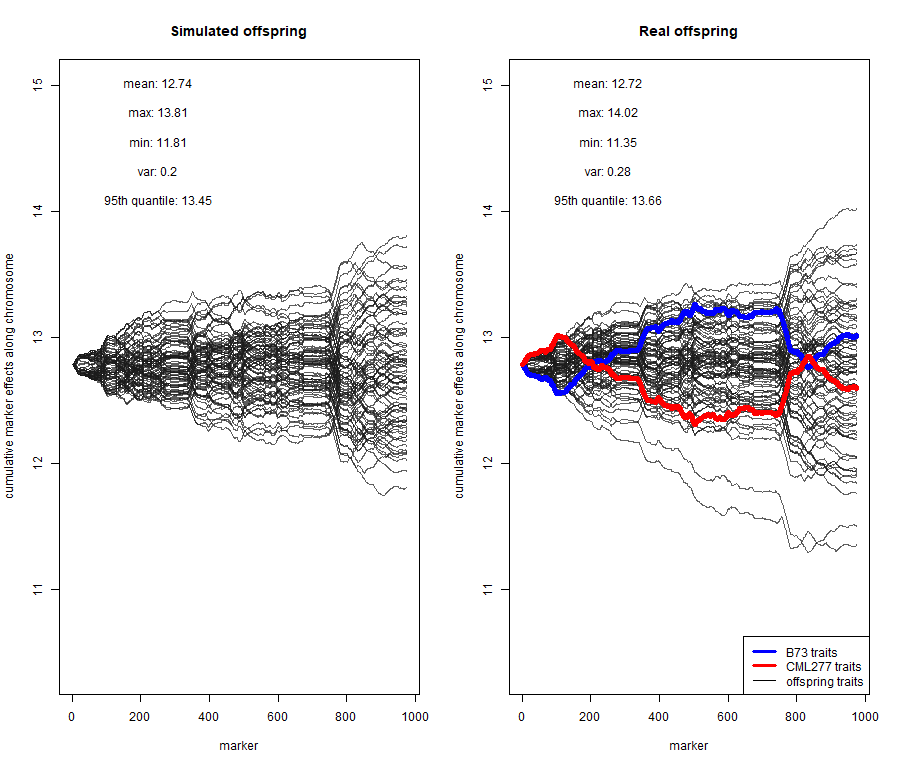 Simulated offspring
mean: 12.74
max: 13.81
min: 11.81
var: 0.2
95th quantile: 13.45
cumulative marker effects along chromosome
15
14
13
12
11
0 200 400 600 800 1000
marker
Real offspring
mean: 12.72
max: 14.02
min: 11.35
var: 0.28
95th quantile: 13.66
cumulative marker effects along chromosome
15
14
13
12
11
B73 traits
CML277 traits
offspring traits
0 200 400 600 800 1000
marker